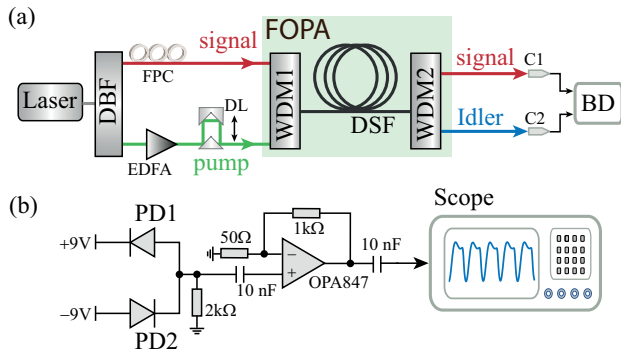 (a)
FOPA
signal
signal
FPC
C1
Laser
DBF
DL
WDM1
DSF
WDM2
BD
Idler
C2
EDFA
pump
(b)
PD1
Scope
+9V
50Ω
1kΩ
10 nF
−
+
OPA847
−9V
10 nF
2kΩ
PD2